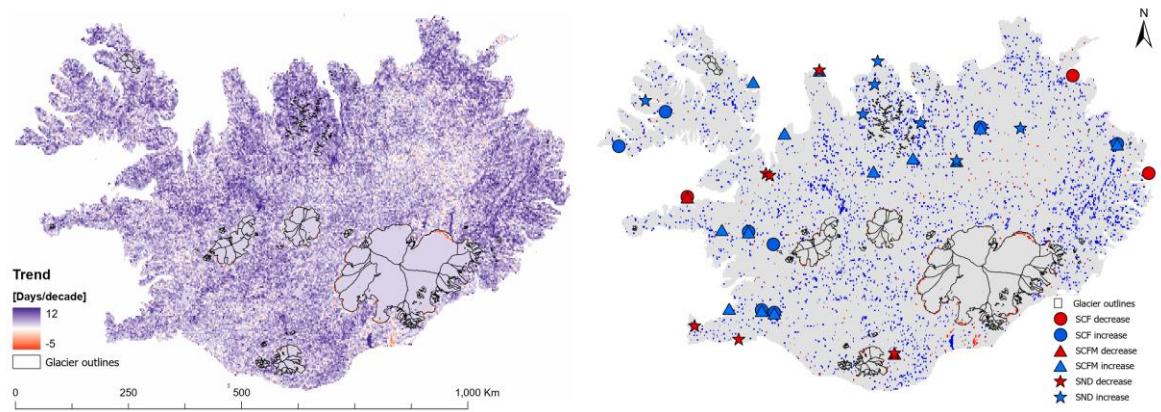 Trend
[Days/decade]
12
-5
Glacier outlines
0 250 500 1,000 Km
N
Glacier outlines
SCF decrease
SCF increase
SCFM decrease
SCFM increase
SND decrease
SND increase